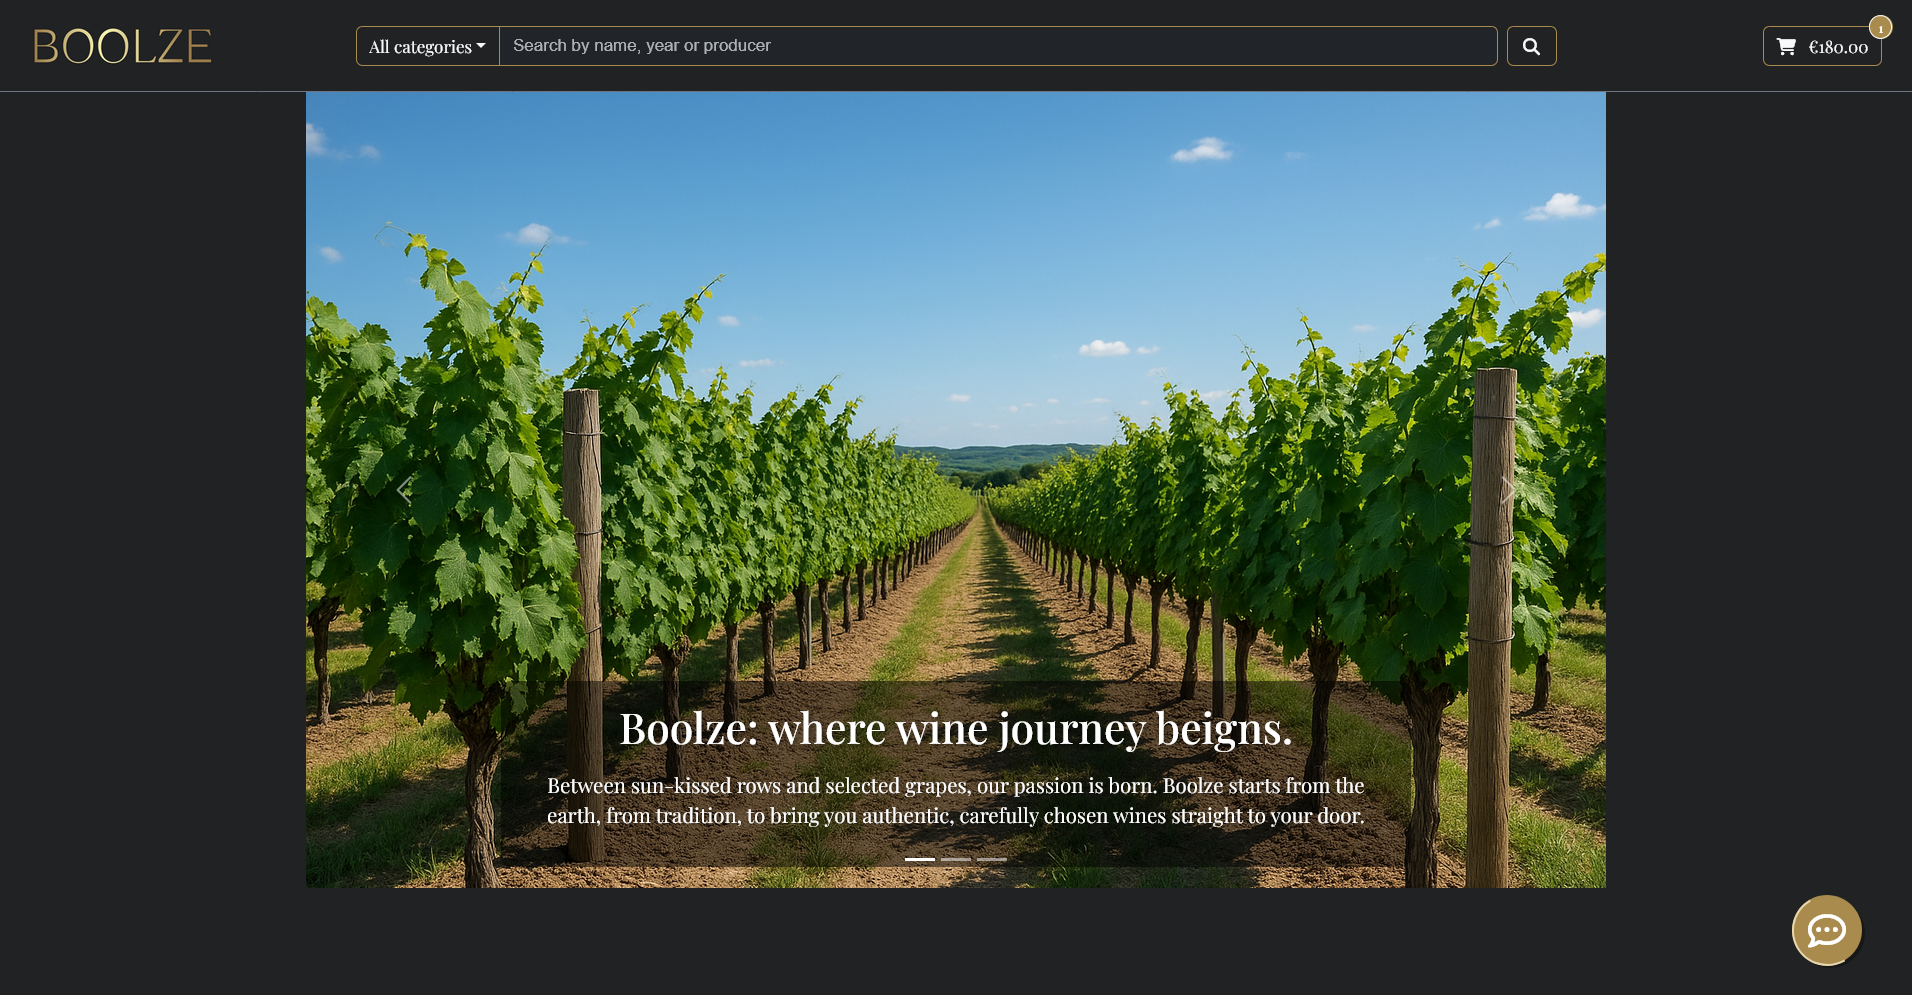 BOOLZE
All categories
Search by name, year or producer
€180.00
1
Boolze: where wine journey beigns.
Between sun-kissed rows and selected grapes, our passion is born. Boolze starts from the
earth, from tradition, to bring you authentic, carefully chosen wines straight to your door.